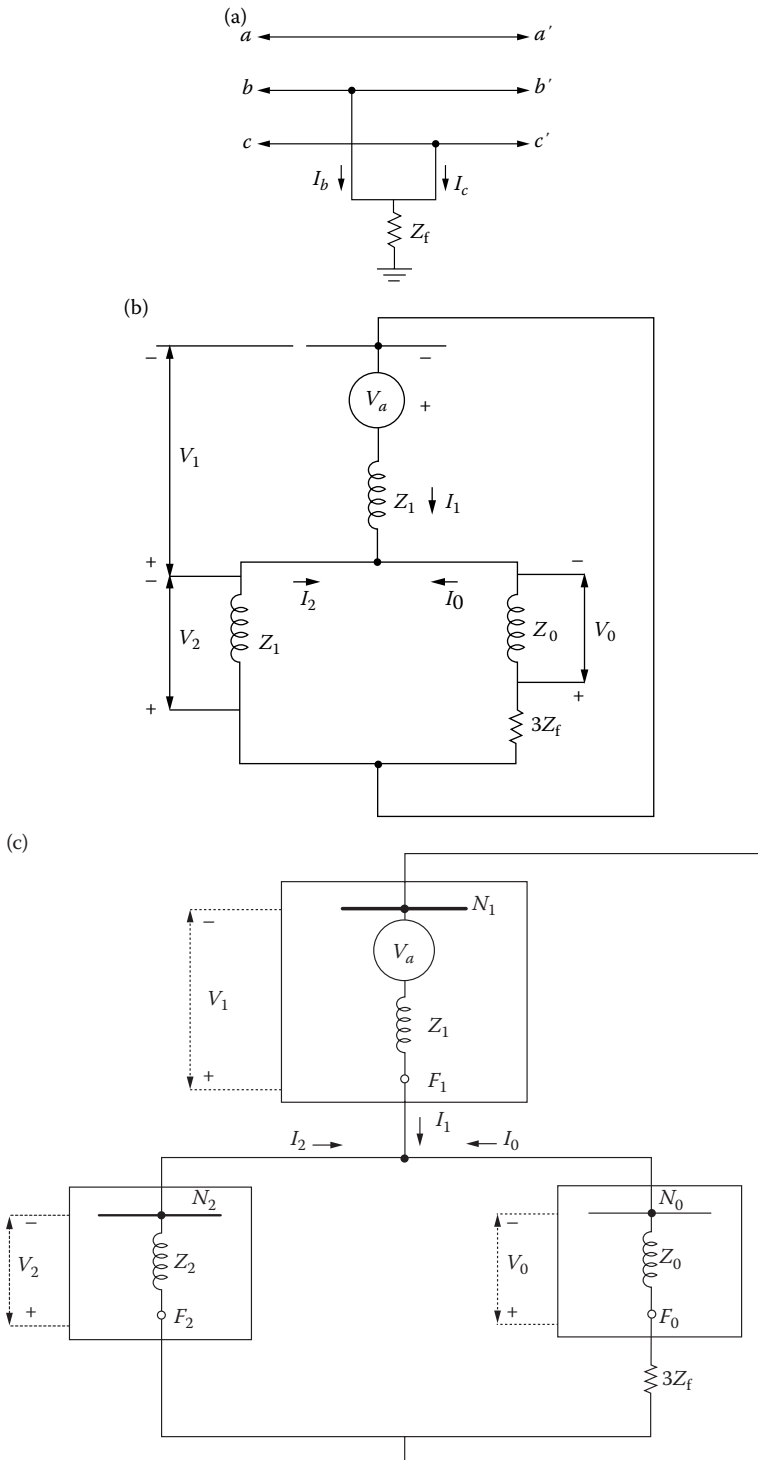 (a)
a a′
b b′
c c′
I_b I_c
Z_f
(b)
− −
V_a
+
V_1
Z_1 I_1
+ −
− I_2 I0
V_2 Z_1 Z_0 V_0
+ +
3Z_f
(c)
N_1
−
V_a
V_1
Z_1
+ F_1
I_1
I_2 I_0
N_2 N_0
− −
V_2 Z_2 V_0 Z_0
+ F_2 + F_0
3Z_f